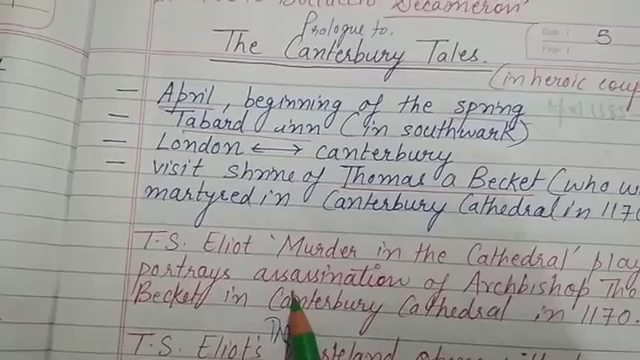 Boccaccio Decameron'
Prologue to.
5
The Canterbury Tales.
(in heroic coup
— April, beginning of the spring
— Tabard inn (in southwark)
— London ↔ canterbury
— visit shrine of Thomas a Becket (who w
martyred in Canterbury Cathedral in 1170
T.S. Eliot 'Murder in the Cathedral' play
portrays assassination of Archbishop Tho
Becket in Canterbury Cathedral in 1170.
T.S. Eliot's